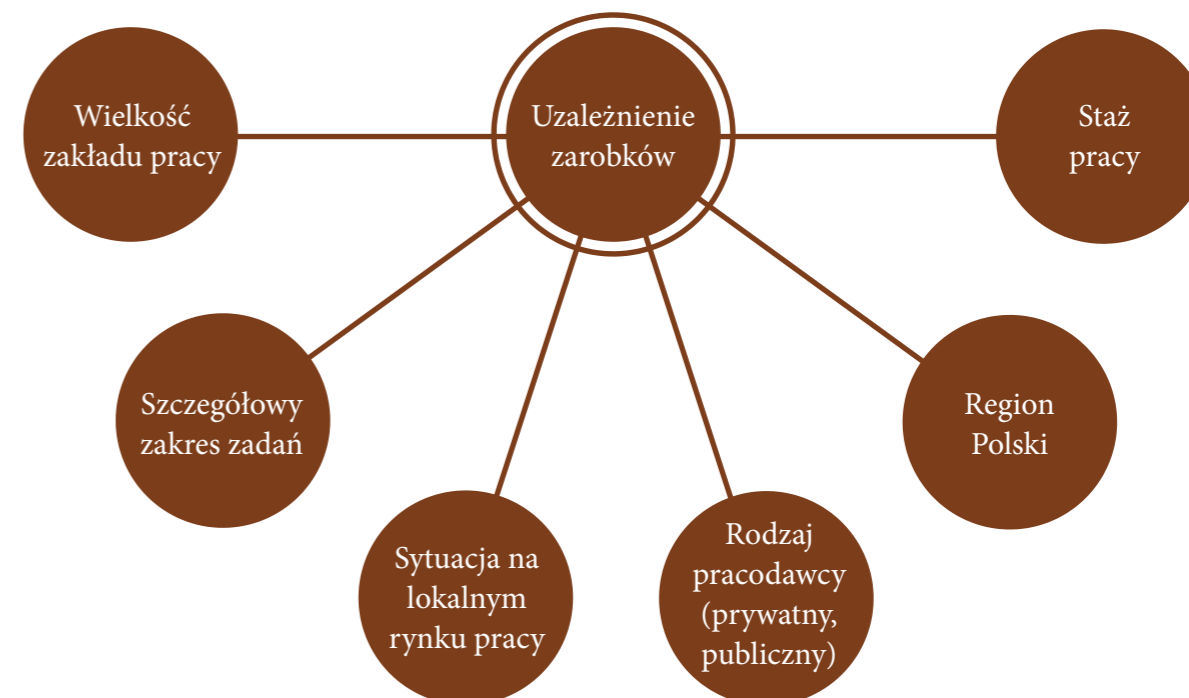 Wielkość
zakładu pracy
Uzależnienie
zarobków
Staż
pracy
Szczegółowy
zakres zadań
Region
Polski
Sytuacja na
lokalnym
rynku pracy
Rodzaj
pracodawcy
(prywatny,
publiczny)